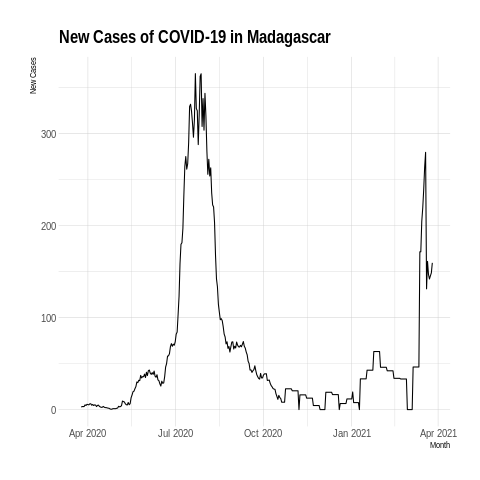 New Cases of COVID-19 in Madagascar
New Cases
300
200
100
0
Apr 2020 Jul 2020 Oct 2020 Jan 2021 Apr 2021
Month